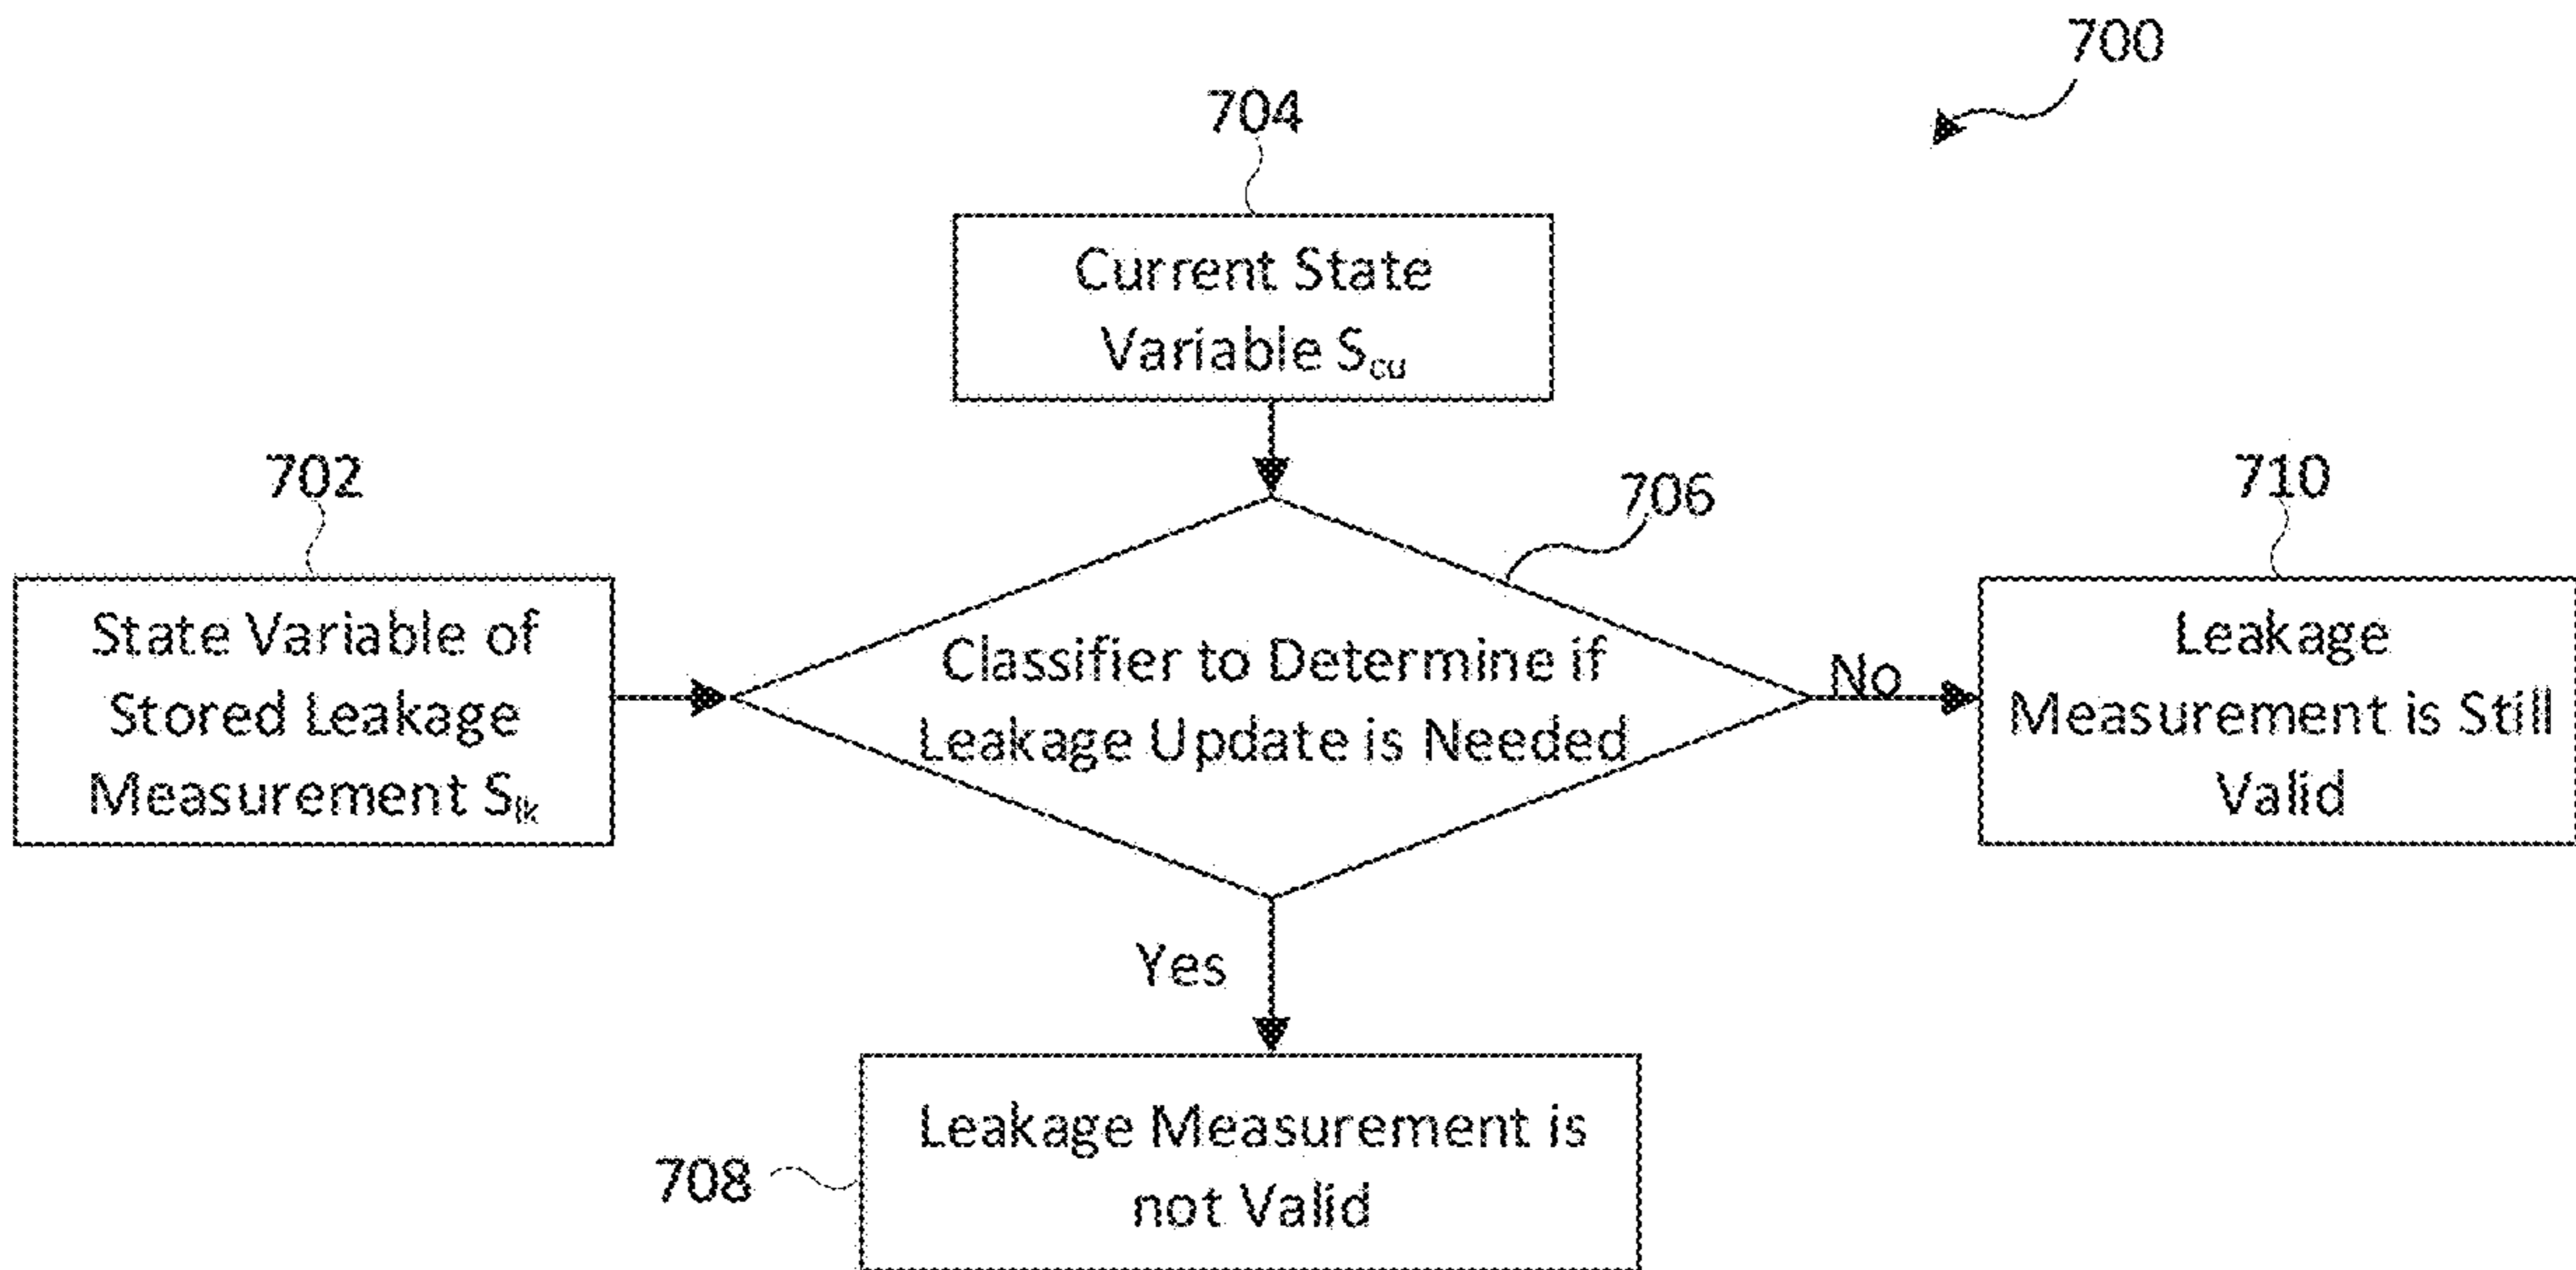 700
704
Current State
Variable Scu
702
State Variable of
Stored Leakage
Measurement Slk
706
Classifier to Determine if
Leakage Update is Needed
No
710
Leakage
Measurement is Still
Valid
Yes
708
Leakage Measurement is
not Valid